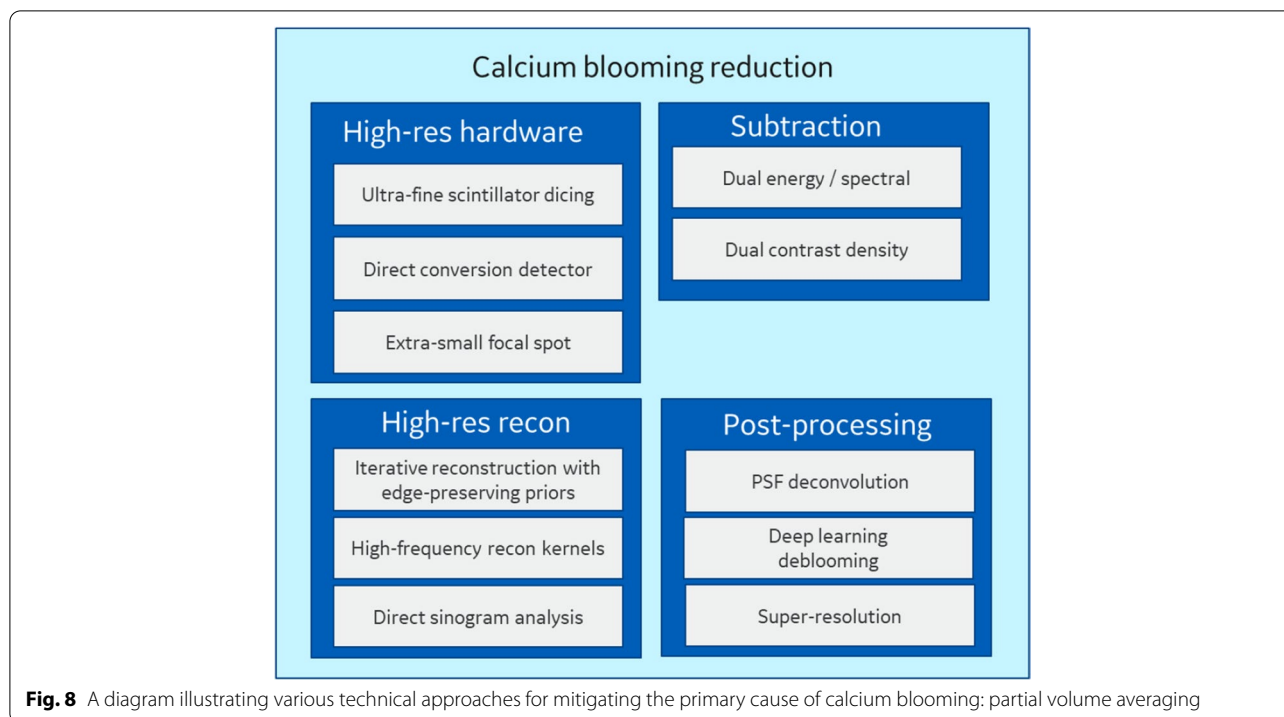 Calcium blooming reduction
High-res hardware
Ultra-fine scintillator dicing
Direct conversion detector
Extra-small focal spot
Subtraction
Dual energy / spectral
Dual contrast density
High-res recon
Iterative reconstruction with
edge-preserving priors
High-frequency recon kernels
Direct sinogram analysis
Post-processing
PSF deconvolution
Deep learning
deblooming
Super-resolution
Fig. 8 A diagram illustrating various technical approaches for mitigating the primary cause of calcium blooming: partial volume averaging